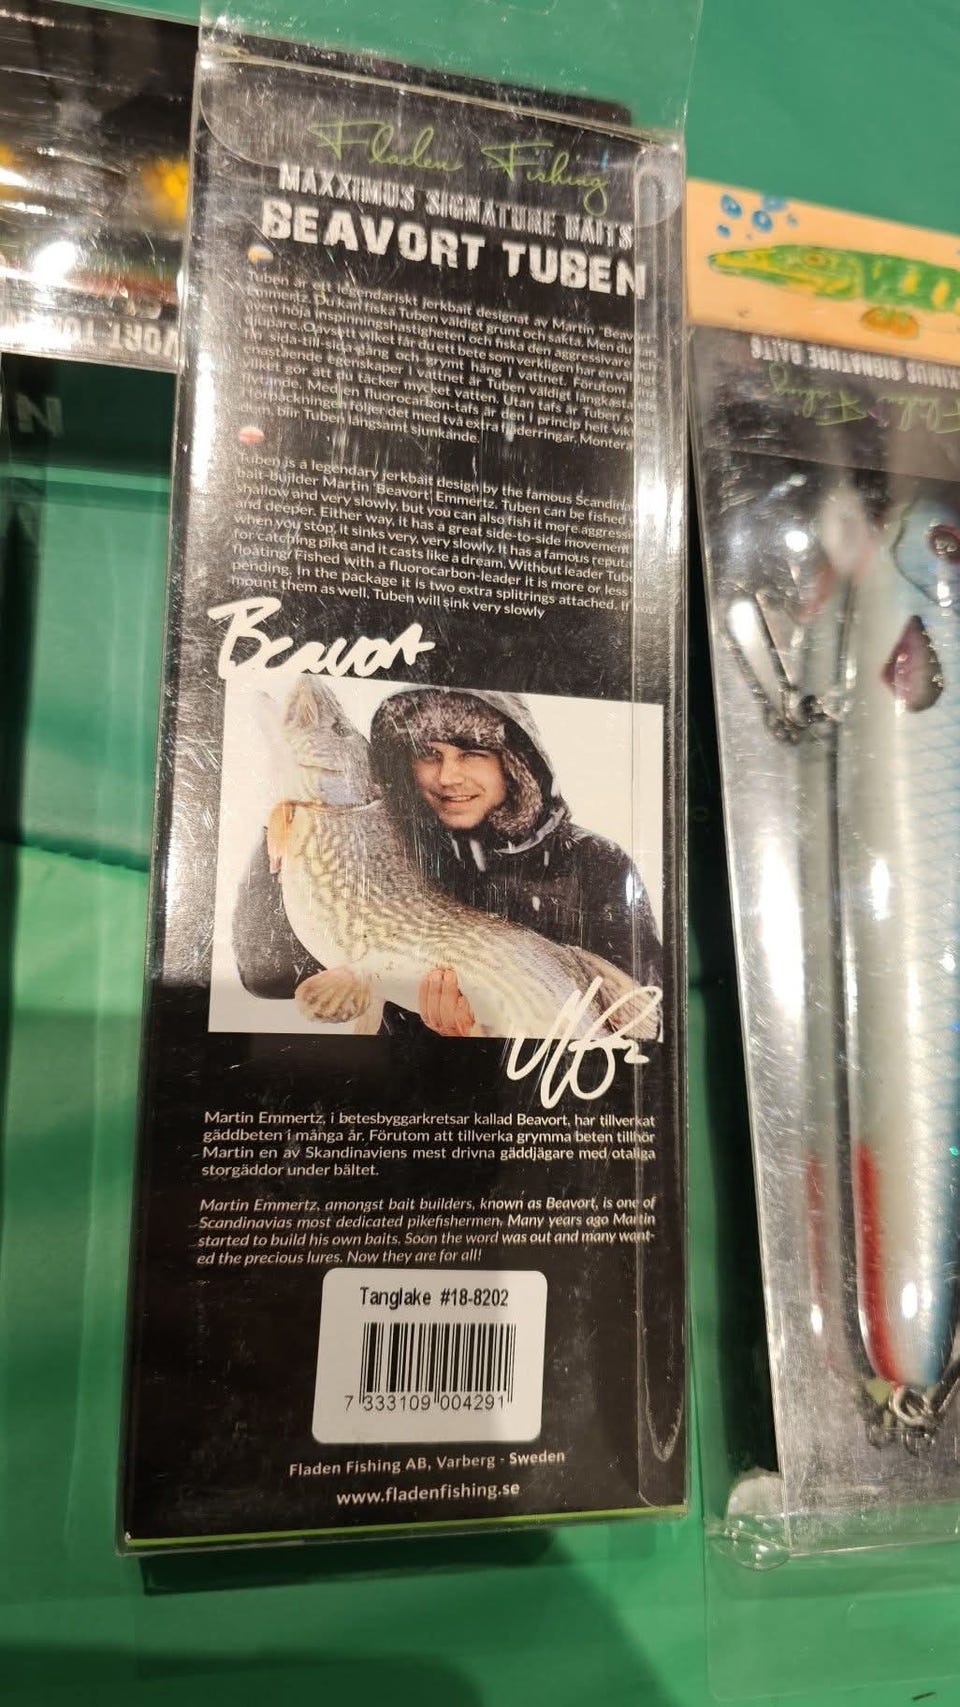 Fladen Fishing
MAXXIMUS SIGNATURE BAITS
BEAVORT TUBEN
Tuben är ett legendariskt jerkbait designat av Martin "Beavort"
Emmertz. Du kan fiska Tuben väldigt grunt och sakta. Men du kan
även höja inspinningshastigheten och fiska den aggressivare och
djupare. Oavsett vilket får du ett bete som verkligen har en
sida-till-sida-gång och grymt häng i vattnet. Förutom
enastående egenskaper i vattnet är Tuben väldigt långkastande
vilket gör att du täcker mycket vatten. Utan tafs är Tuben
flytande. Med en fluorocarbon-tafs är den i princip helt
I förpackningen följer det med två extra fjäderringar. Monterar
dem, blir Tuben långsamt sjunkande.
Tuben is a legendary jerkbait design by the famous
bait-builder Martin 'Beavort' Emmertz. Tuben can be fished
shallow and very slowly, but you can also fish it more
and deeper. Either way, it has a great side-to-side movement
when you stop, it sinks very, very slowly. It has a famous
for catching pike and it casts like a dream. Without leader
floating! Fished with a fluorocarbon-leader it is more or less
pending. In the package it is two extra splitrings attached. If you
mount them as well, Tuben will sink very slowly
Beavort
Martin Emmertz, i betesbyggarkretsar kallad Beavort, har tillverkat
gäddbeten i många år. Förutom att tillverka grymma beten tillhör
Martin en av Skandinaviens mest drivna gäddjägare med otaliga
storgäddor under bältet.
Martin Emmertz, amongst bait builders, known as Beavort, is one of
Scandinavias most dedicated pikefishermen. Many years ago Martin
started to build his own baits. Soon the word was out and many want-
ed the precious lures. Now they are for all!
Tanglake #18-8202
7 333109 004291
Fladen Fishing AB, Varberg - Sweden
www.fladenfishing.se
VORT TUBEN
XIMUS SIGNATURE BAITS
Fladen Fishing